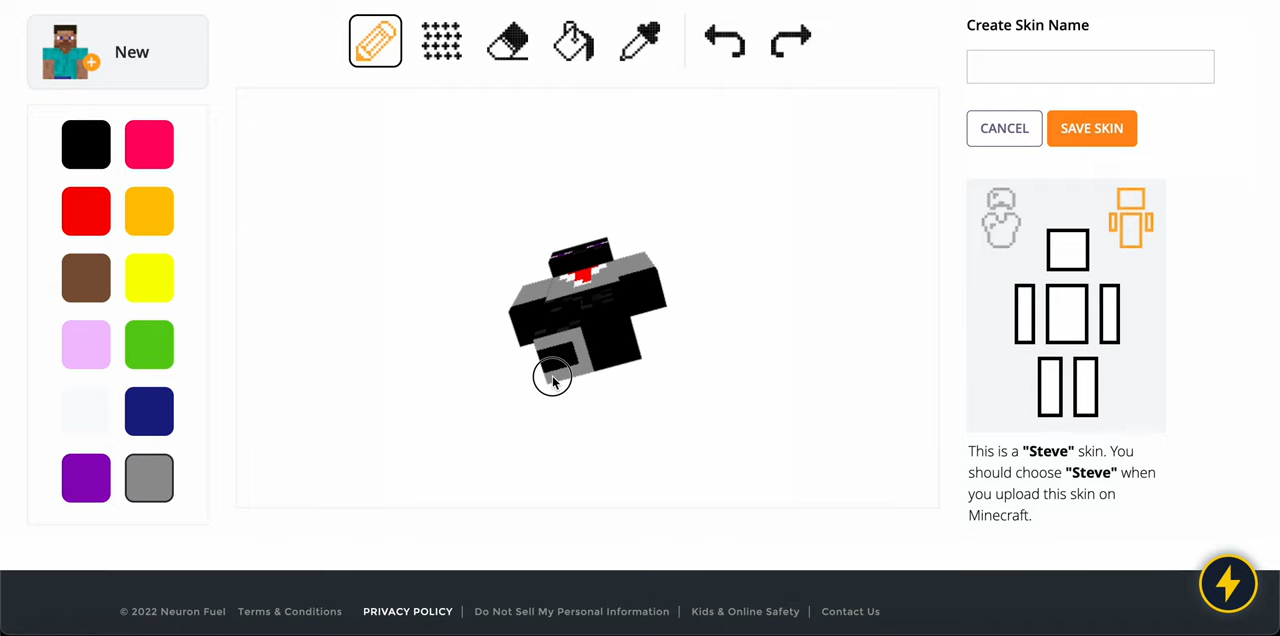 New
Create Skin Name
CANCEL
SAVE SKIN
This is a "Steve" skin. You
should choose "Steve" when
you upload this skin on
Minecraft.
© 2022 Neuron Fuel Terms & Conditions PRIVACY POLICY | Do Not Sell My Personal Information | Kids & Online Safety | Contact Us